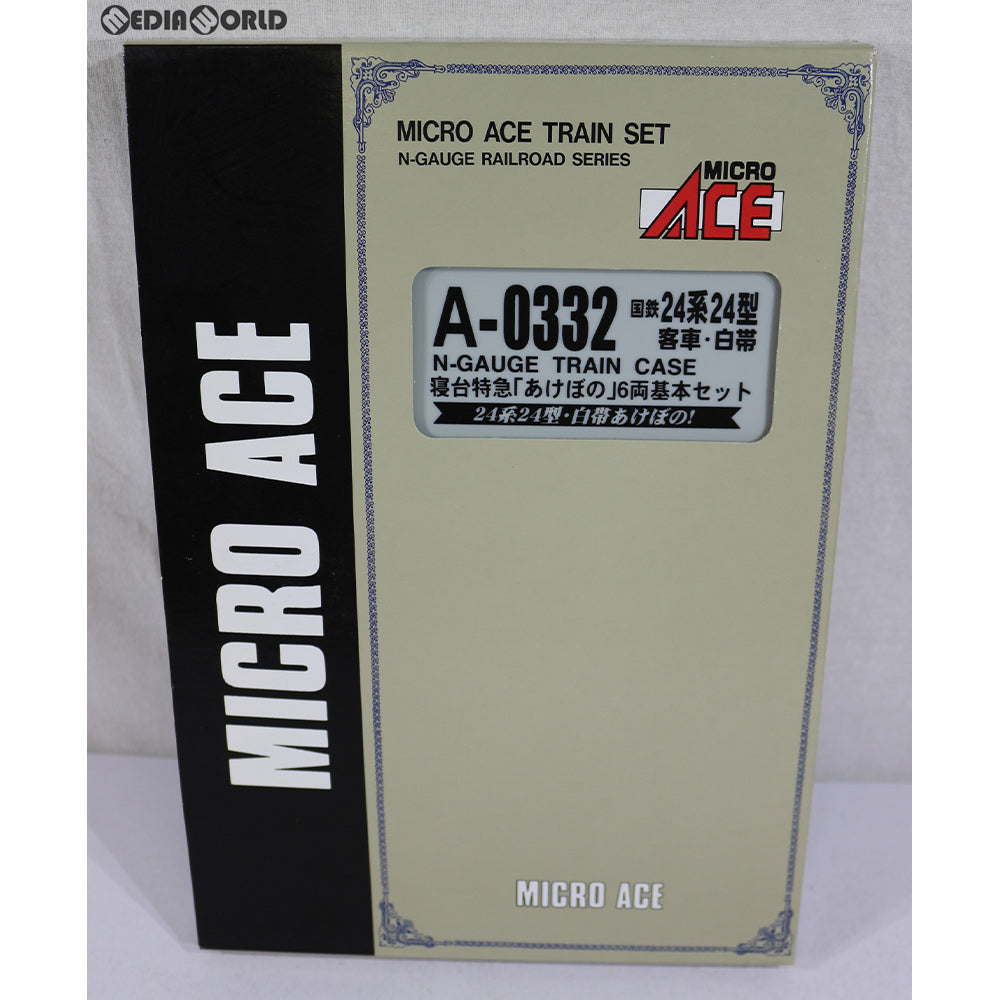 MEDIAWORLD
MICRO ACE TRAIN SET
N-GAUGE RAILROAD SERIES
MICRO
ACE
A-0332 国鉄24系24型
客車・白帯
N-GAUGE TRAIN CASE
寝台特急「あけぼの」6両基本セット
24系24型・白帯あけぼの!
MICRO ACE
MICRO ACE